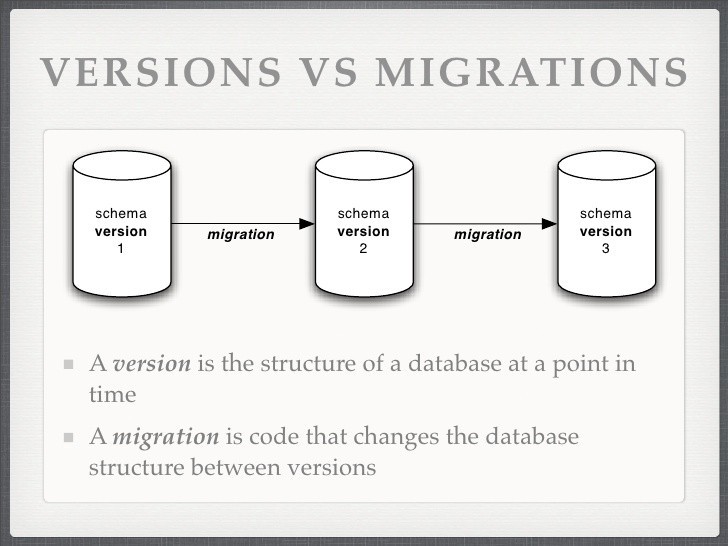 VERSIONS VS MIGRATIONS
schema
version
1
migration
schema
version
2
migration
schema
version
3
A version is the structure of a database at a point in
time
A migration is code that changes the database
structure between versions